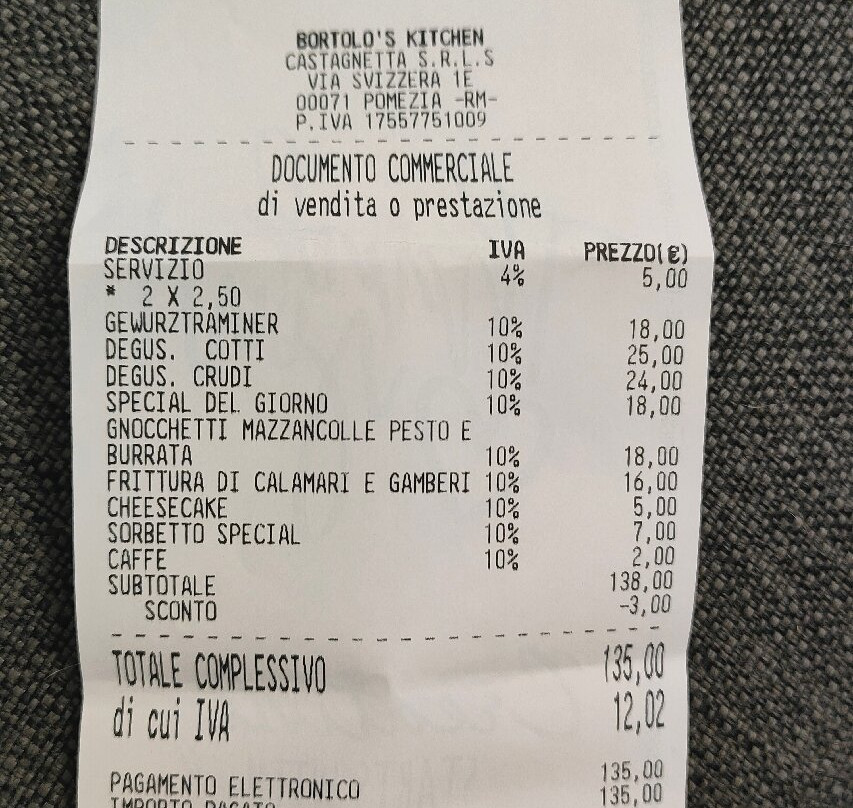 BORTOLO'S KITCHEN
CASTAGNETTA S.R.L.S
VIA SVIZZERA 1E
00071 POMEZIA -RM-
P.IVA 17557751009
DOCUMENTO COMMERCIALE
di vendita o prestazione
DESCRIZIONE IVA PREZZO(€)
SERVIZIO 4% 5,00
* 2 X 2,50
GEWURZTRAMINER 10% 18,00
DEGUS. COTTI 10% 25,00
DEGUS. CRUDI 10% 24,00
SPECIAL DEL GIORNO 10% 18,00
GNOCCHETTI MAZZANCOLLE PESTO E
BURRATA 10% 18,00
FRITTURA DI CALAMARI E GAMBERI 10% 16,00
CHEESECAKE 10% 5,00
SORBETTO SPECIAL 10% 7,00
CAFFE 10% 2,00
SUBTOTALE 138,00
SCONTO -3,00
TOTALE COMPLESSIVO 135,00
di cui IVA 12,02
PAGAMENTO ELETTRONICO 135,00
IMPORTO PAGATO 135,00